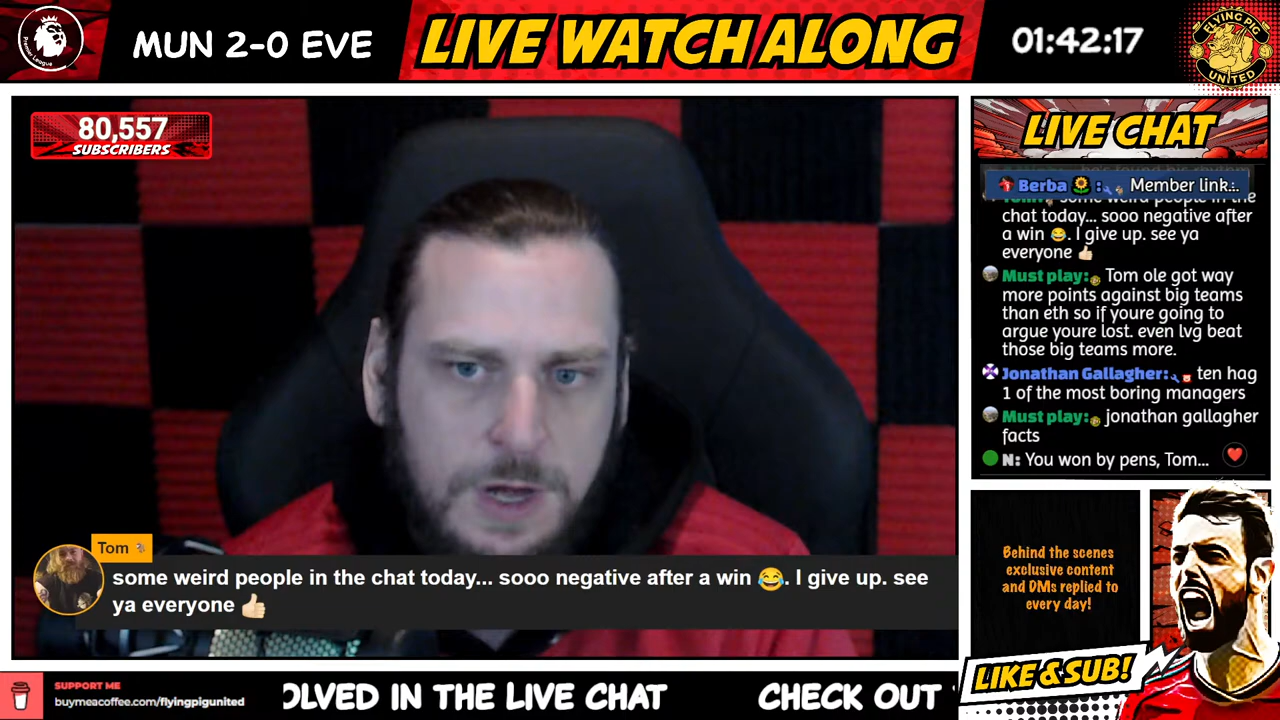 Premier League
MUN 2-0 EVE
LIVE WATCH ALONG
01:42:17
FLYING PIG
UNITED
80,557
SUBSCRIBERS
LIVE CHAT
Berba 🌻: Member link...
Tom: some weird people in the
chat today... sooo negative after
a win 😂. I give up. see ya
everyone 👍🏻
Must play: Tom ole got way
more points against big teams
than eth so if youre going to
argue youre lost. even lvg beat
those big teams more.
Jonathan Gallagher: ten hag
1 of the most boring managers
Must play: jonathan gallagher
facts
N: You won by pens, Tom...
Tom
some weird people in the chat today... sooo negative after a win 😂. I give up. see
ya everyone 👍🏻
Behind the scenes
exclusive content
and DMs replied to
every day!
LIKE & SUB!
SUPPORT ME
buymeacoffee.com/flyingpigunited
OLVED IN THE LIVE CHAT
CHECK OUT